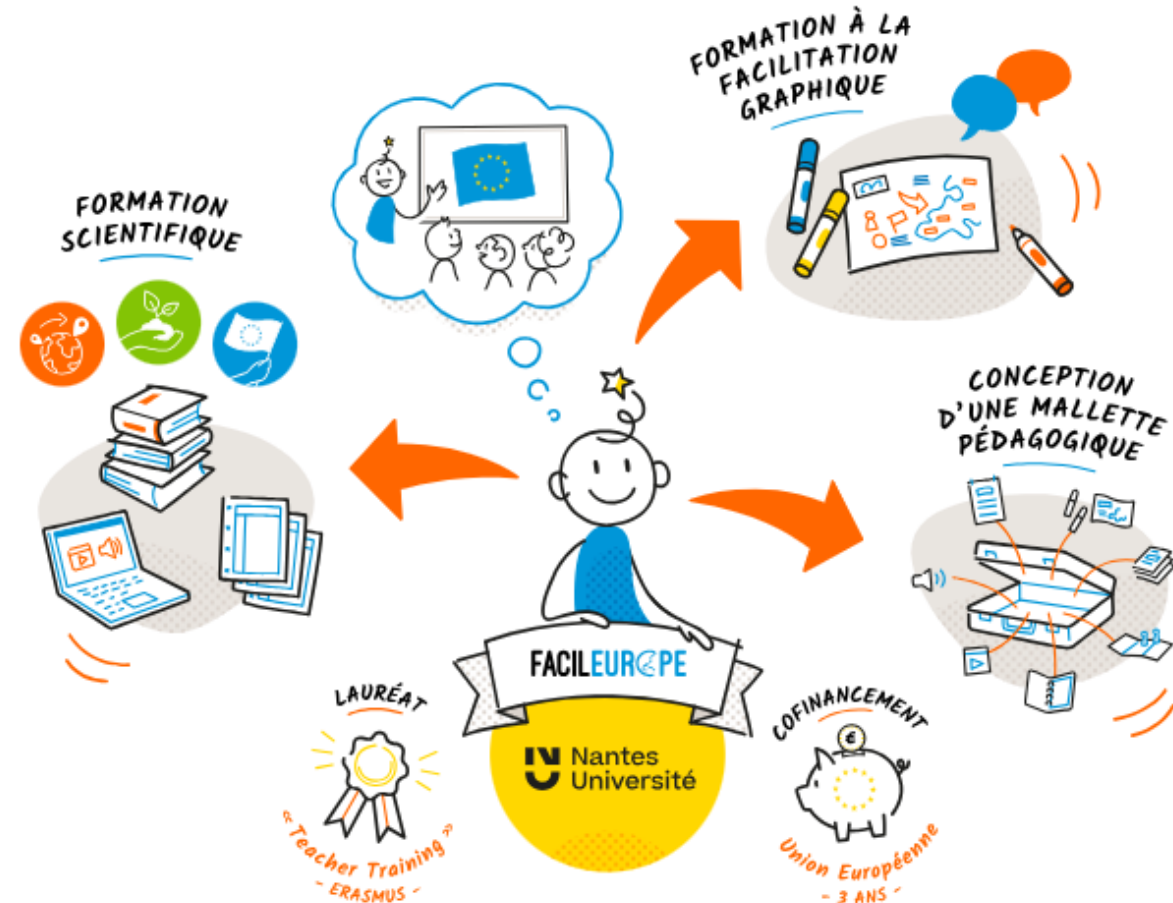 FORMATION À LA
FACILITATION
GRAPHIQUE
FORMATION
SCIENTIFIQUE
CONCEPTION
D'UNE MALLETTE
PÉDAGOGIQUE
FACILEUROPE
LAURÉAT
« Teacher Training »
- ERASMUS -
Nantes
Université
COFINANCEMENT
€
Union Européenne
- 3 ANS -